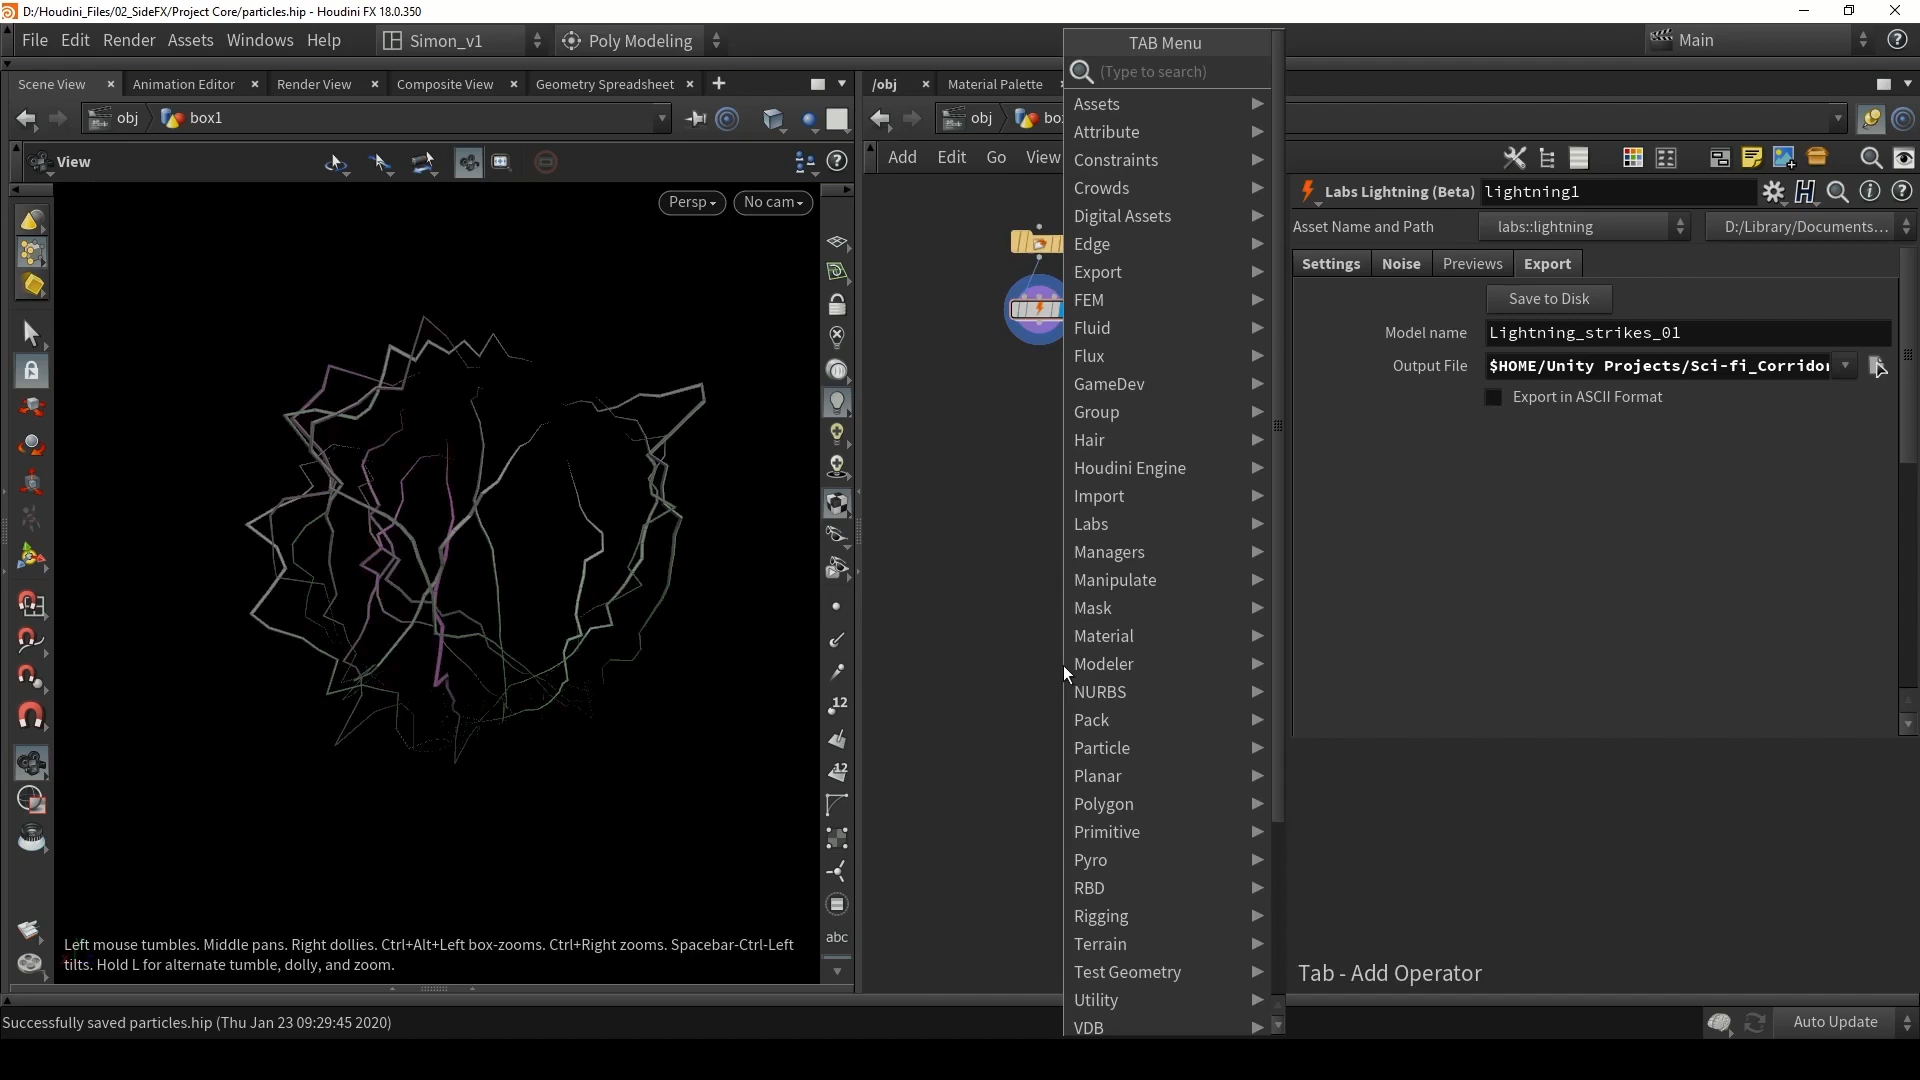 D:/Houdini_Files/02_SideFX/Project Core/particles.hip - Houdini FX 18.0.350
File Edit Render Assets Windows Help Simon_v1 Poly Modeling Main
Scene View Animation Editor Render View Composite View Geometry Spreadsheet
obj box1
View
Persp No cam
12
12
abc
Left mouse tumbles. Middle pans. Right dollies. Ctrl+Alt+Left box-zooms. Ctrl+Right zooms. Spacebar-Ctrl-Left
tilts. Hold L for alternate tumble, dolly, and zoom.
/obj Material Palette
obj
Add Edit Go View
TAB Menu
(Type to search)
Assets
Attribute
Constraints
Crowds
Digital Assets
Edge
Export
FEM
Fluid
Flux
GameDev
Group
Hair
Houdini Engine
Import
Labs
Managers
Manipulate
Mask
Material
Modeler
NURBS
Pack
Particle
Planar
Polygon
Primitive
Pyro
RBD
Rigging
Terrain
Test Geometry
Utility
VDB
Labs Lightning (Beta) lightning1
Asset Name and Path labs::lightning D:/Library/Documents...
Settings Noise Previews Export
Save to Disk
Model name Lightning_strikes_01
Output File $HOME/Unity Projects/Sci-fi_Corridor
Export in ASCII Format
Tab - Add Operator
Successfully saved particles.hip (Thu Jan 23 09:29:45 2020)
Auto Update